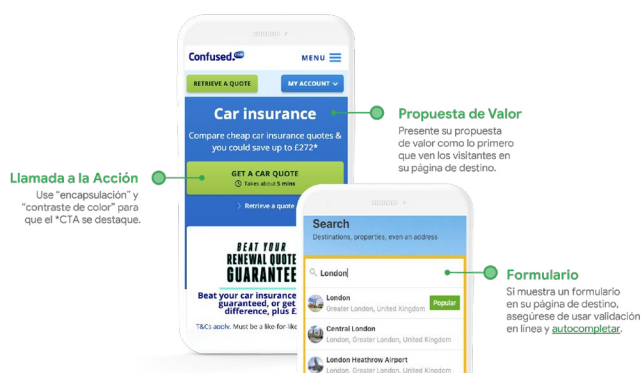 Confused.com
MENU
RETRIEVE A QUOTE
MY ACCOUNT
Car insurance
Compare cheap car insurance quotes &
you could save up to £272*
GET A CAR QUOTE
Takes about 5 mins
Retrieve a quote
BEAT YOUR
RENEWAL QUOTE
GUARANTEE
Beat your car insurance
guaranteed, or get
difference, plus £
T&Cs apply. Must be a like-for-like
Llamada a la Acción
Use “encapsulación” y
“contraste de color” para
que el *CTA se destaque.
Propuesta de Valor
Presente su propuesta
de valor como lo primero
que ven los visitantes en
su página de destino.
Search
Destinations, properties, even an address
London
London
Greater London, United Kingdom
Popular
Central London
London, Greater London, United Kingdom
London Heathrow Airport
London, Greater London, United Kingdom
Formulario
Si muestra un formulario
en su página de destino,
asegúrese de usar validación
en línea y autocompletar.